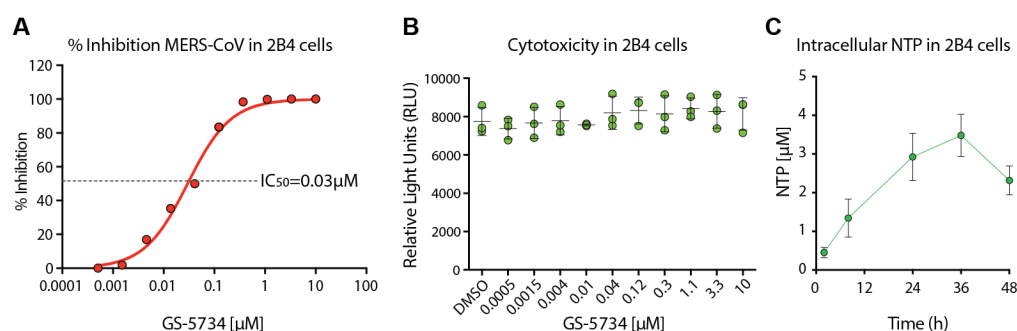 A
% Inhibition MERS-CoV in 2B4 cells
120
100
80
60
40
20
0
% Inhibition
IC50=0.03µM
0.0001
0.001
0.01
0.1
1
10
100
GS-5734 [µM]
B
Cytotoxicity in 2B4 cells
10000
8000
6000
4000
2000
0
Relative Light Units (RLU)
DMSO
0.0005
0.0015
0.004
0.01
0.04
0.12
0.3
1.1
3.3
10
GS-5734 [µM]
C
Intracellular NTP in 2B4 cells
5
4
3
2
1
0
NTP [µM]
0
12
24
36
48
Time (h)